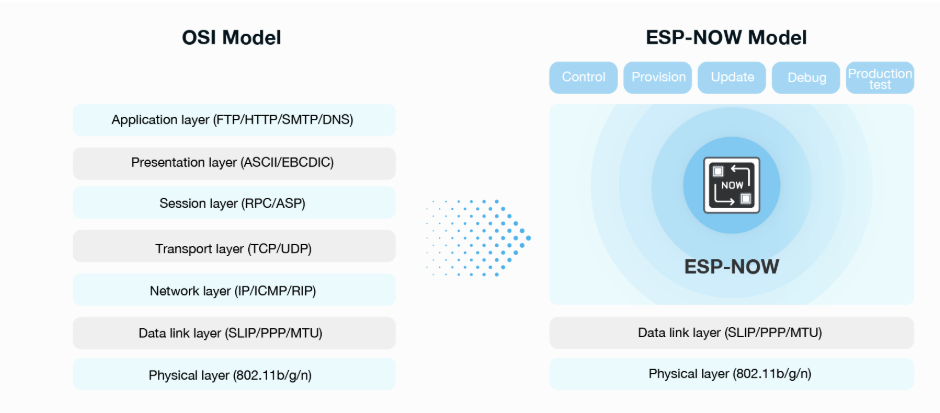 OSI Model
Application layer (FTP/HTTP/SMTP/DNS)
Presentation layer (ASCII/EBCDIC)
Session layer (RPC/ASP)
Transport layer (TCP/UDP)
Network layer (IP/ICMP/RIP)
Data link layer (SLIP/PPP/MTU)
Physical layer (802.11b/g/n)
ESP-NOW Model
Control
Provision
Update
Debug
Production
test
NOW
ESP-NOW
Data link layer (SLIP/PPP/MTU)
Physical layer (802.11b/g/n)